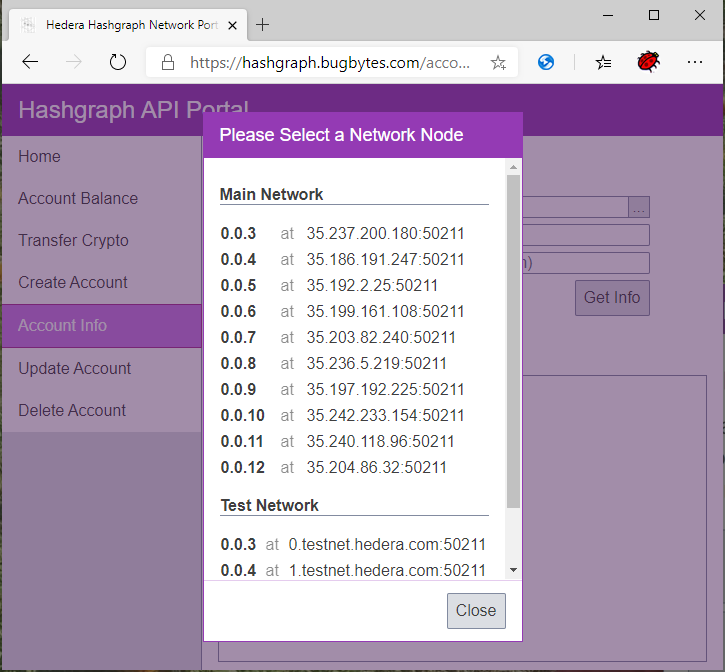 Hedera Hashgraph Network Port
https://hashgraph.bugbytes.com/acco...
Hashgraph API Portal
Please Select a Network Node
Home
Account Balance
Transfer Crypto
Create Account
Account Info
Update Account
Delete Account
Main Network
0.0.3 at 35.237.200.180:50211
0.0.4 at 35.186.191.247:50211
0.0.5 at 35.192.2.25:50211
0.0.6 at 35.199.161.108:50211
0.0.7 at 35.203.82.240:50211
0.0.8 at 35.236.5.219:50211
0.0.9 at 35.197.192.225:50211
0.0.10 at 35.242.233.154:50211
0.0.11 at 35.240.118.96:50211
0.0.12 at 35.204.86.32:50211
Test Network
0.0.3 at 0.testnet.hedera.com:50211
0.0.4 at 1.testnet.hedera.com:50211
Close
...
Get Info